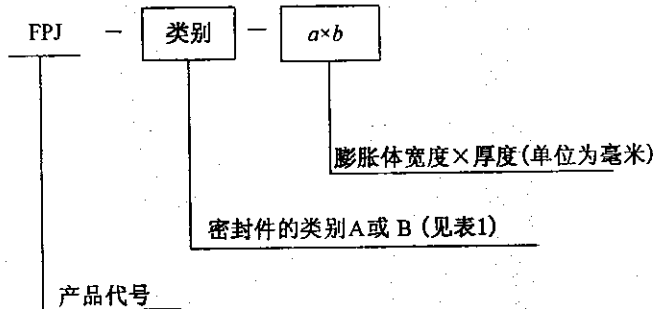 FPJ － 类别 － a×b
膨胀体宽度×厚度(单位为毫米)
密封件的类别A或 B (见表1)
产品代号